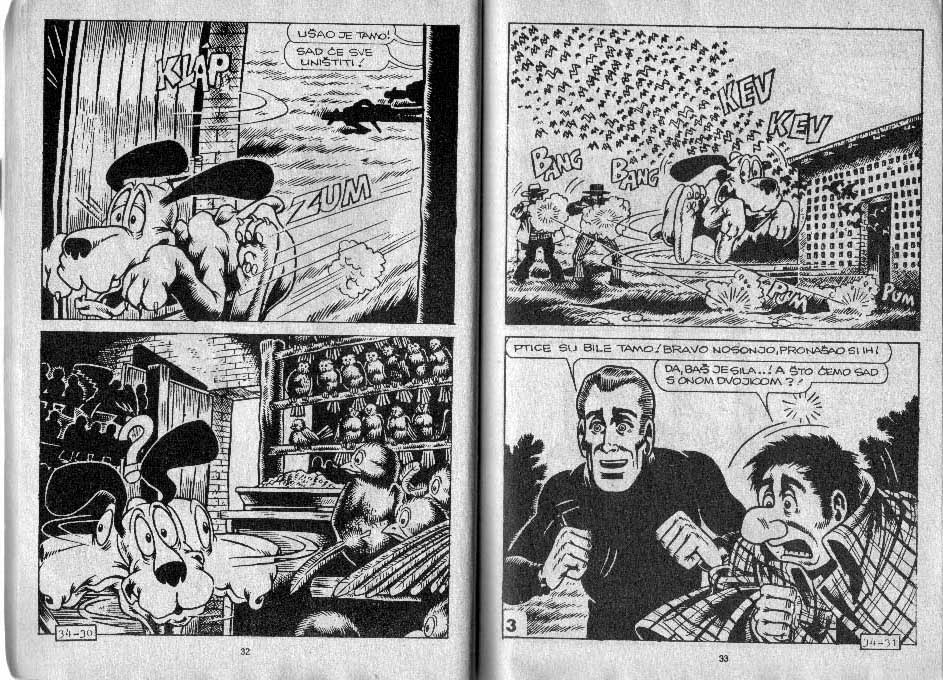 UŠAO JE TAMO!
SAD ĆE SVE
UNIŠTITI!
KLAP
ZUM
?
34-30
32
KEV
KEV
BANG
BANG
PUM
PUM
PTICE SU BILE TAMO! BRAVO NOSONJO, PRONAŠAO SI IH!
DA, BAŠ JE SILA..! A ŠTO ĆEMO SAD
S ONOM DVOJICOM?!
3
34-31
33